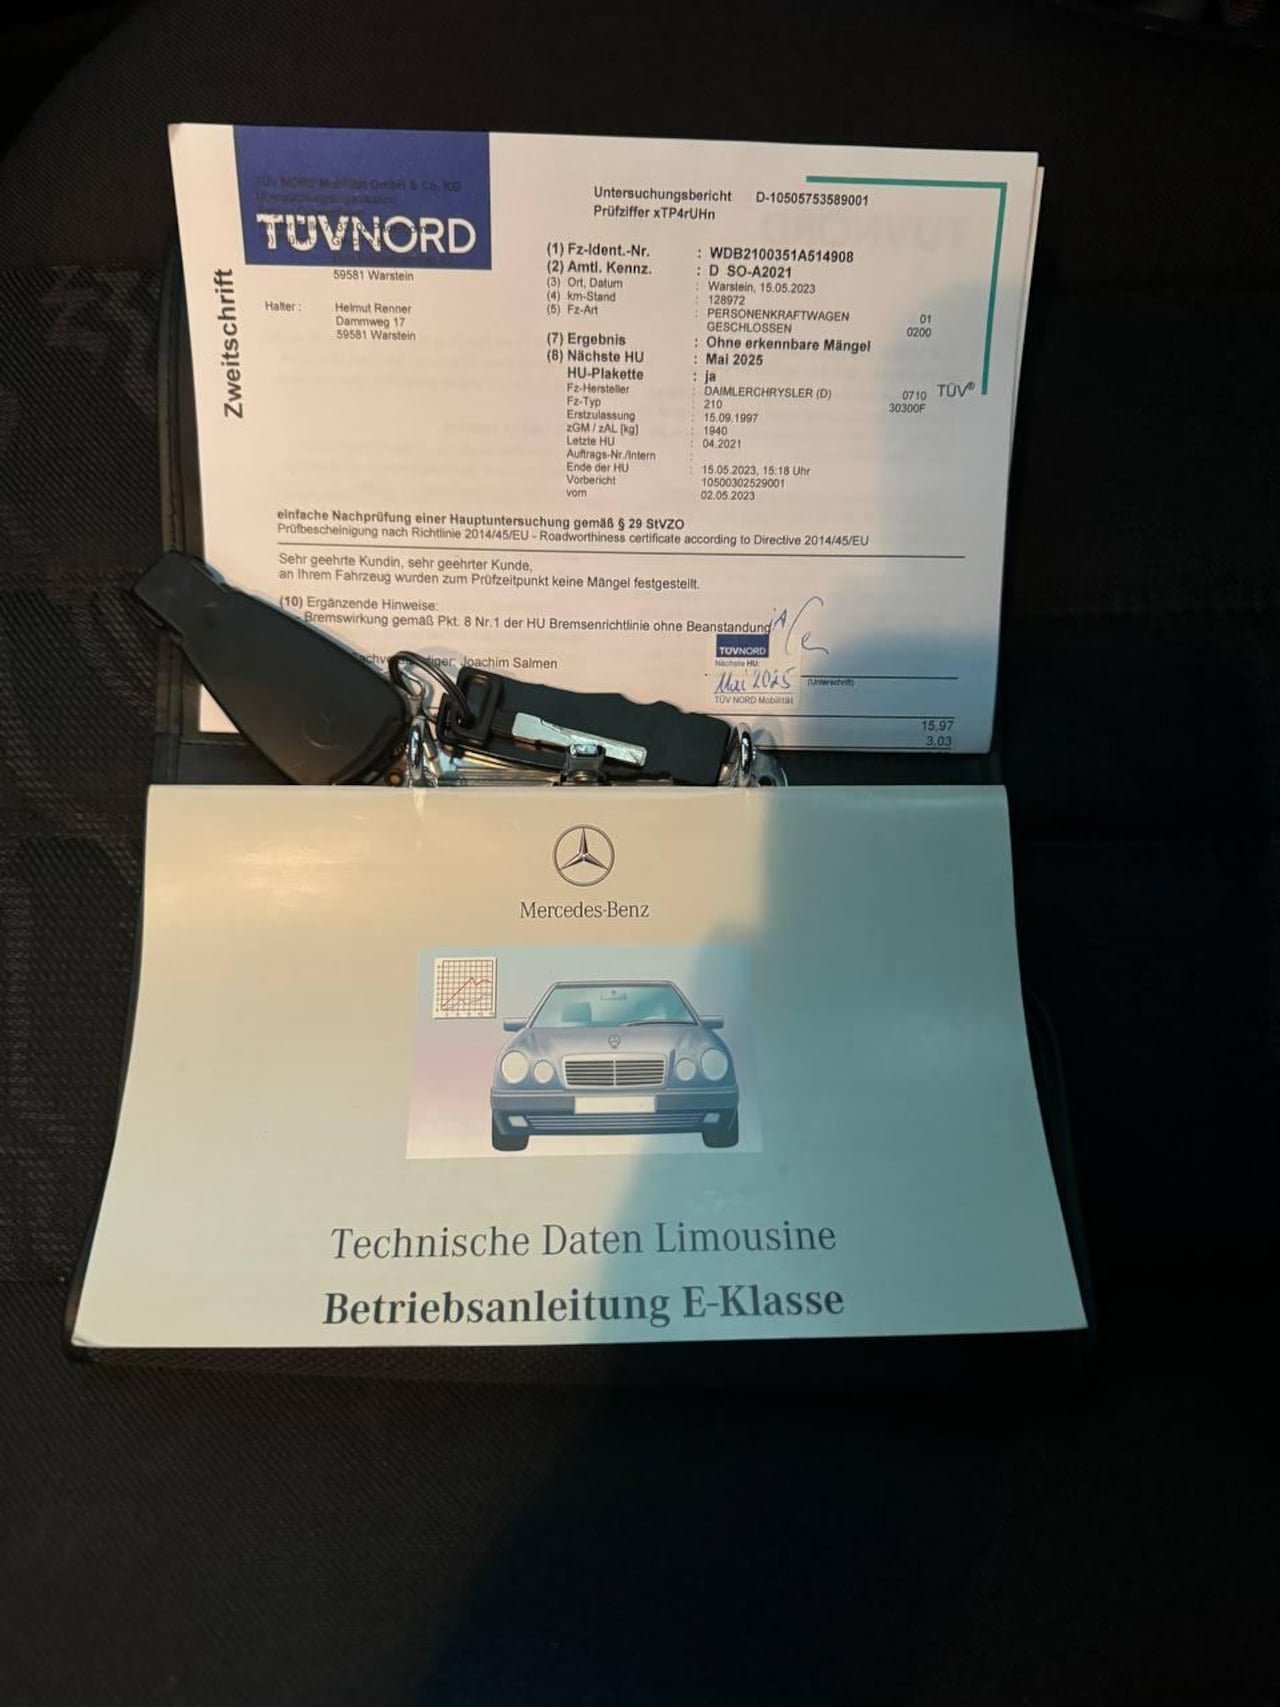 TÜV NORD Mobilität GmbH & Co. KG
TÜVNORD
Zweitschrift
59581 Warstein
Halter : Helmut Renner
Dammweg 17
59581 Warstein
Untersuchungsbericht D-10505753589001
Prüfziffer xTP4rUHn
(1) Fz-Ident.-Nr. : WDB2100351A514908
(2) Amtl. Kennz. : D SO-A2021
(3) Ort, Datum : Warstein, 15.05.2023
(4) km-Stand : 128972
(5) Fz-Art : PERSONENKRAFTWAGEN 01
GESCHLOSSEN 0200
(7) Ergebnis : Ohne erkennbare Mängel
(8) Nächste HU : Mai 2025
HU-Plakette : ja
Fz-Hersteller : DAIMLERCHRYSLER (D) 0710
Fz-Typ : 210 30300F
TÜV®
Erstzulassung : 15.09.1997
zGM / zAL [kg] : 1940
Letzte HU : 04.2021
Auftrags-Nr./Intern :
Ende der HU : 15.05.2023, 15:18 Uhr
Vorbericht 10500302529001
vom 02.05.2023
einfache Nachprüfung einer Hauptuntersuchung gemäß § 29 StVZO
Prüfbescheinigung nach Richtlinie 2014/45/EU - Roadworthiness certificate according to Directive 2014/45/EU
Sehr geehrte Kundin, sehr geehrter Kunde,
an Ihrem Fahrzeug wurden zum Prüfzeitpunkt keine Mängel festgestellt.
(10) Ergänzende Hinweise:
- Bremswirkung gemäß Pkt. 8 Nr.1 der HU Bremsenrichtlinie ohne Beanstandung
Joachim Salmen
TÜVNORD
Nächste HU:
Mai 2025
TÜV NORD Mobilität
(Unterschrift)
15,97
3,03
Mercedes-Benz
Technische Daten Limousine
Betriebsanleitung E-Klasse